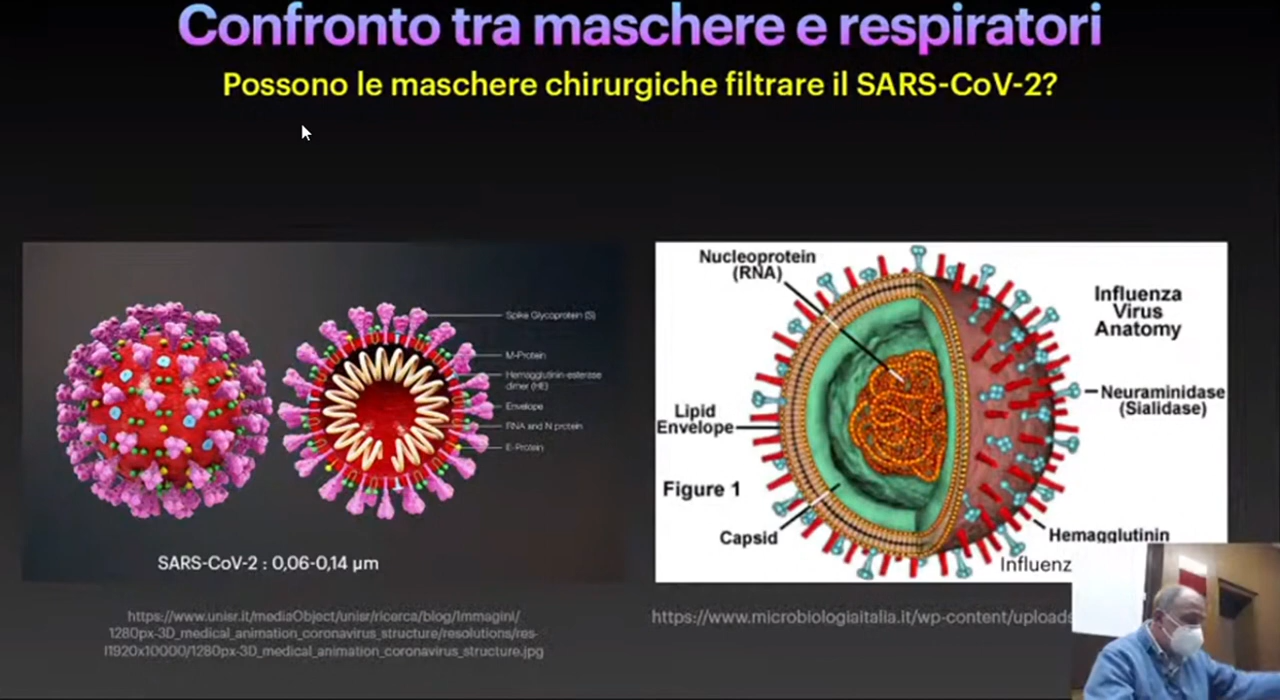 Confronto tra maschere e respiratori
Possono le maschere chirurgiche filtrare il SARS-CoV-2?
Spike Glycoprotein (S)
M-Protein
Hemagglutinin-esterase
dimer (HE)
Envelope
RNA and N protein
E-Protein
SARS-CoV-2 : 0,06-0,14 µm
https://www.unisr.it/mediaObject/unisr/ricerca/blog/Immagini/
1280px-3D_medical_animation_coronavirus_structure/resolutions/res-
l1920x10000/1280px-3D_medical_animation_coronavirus_structure.jpg
Nucleoprotein
(RNA)
Influenza
Virus
Anatomy
Neuraminidase
(Sialidase)
Lipid
Envelope
Figure 1
Capsid
Hemagglutinin
Influenz
https://www.microbiologiaitalia.it/wp-content/uploads